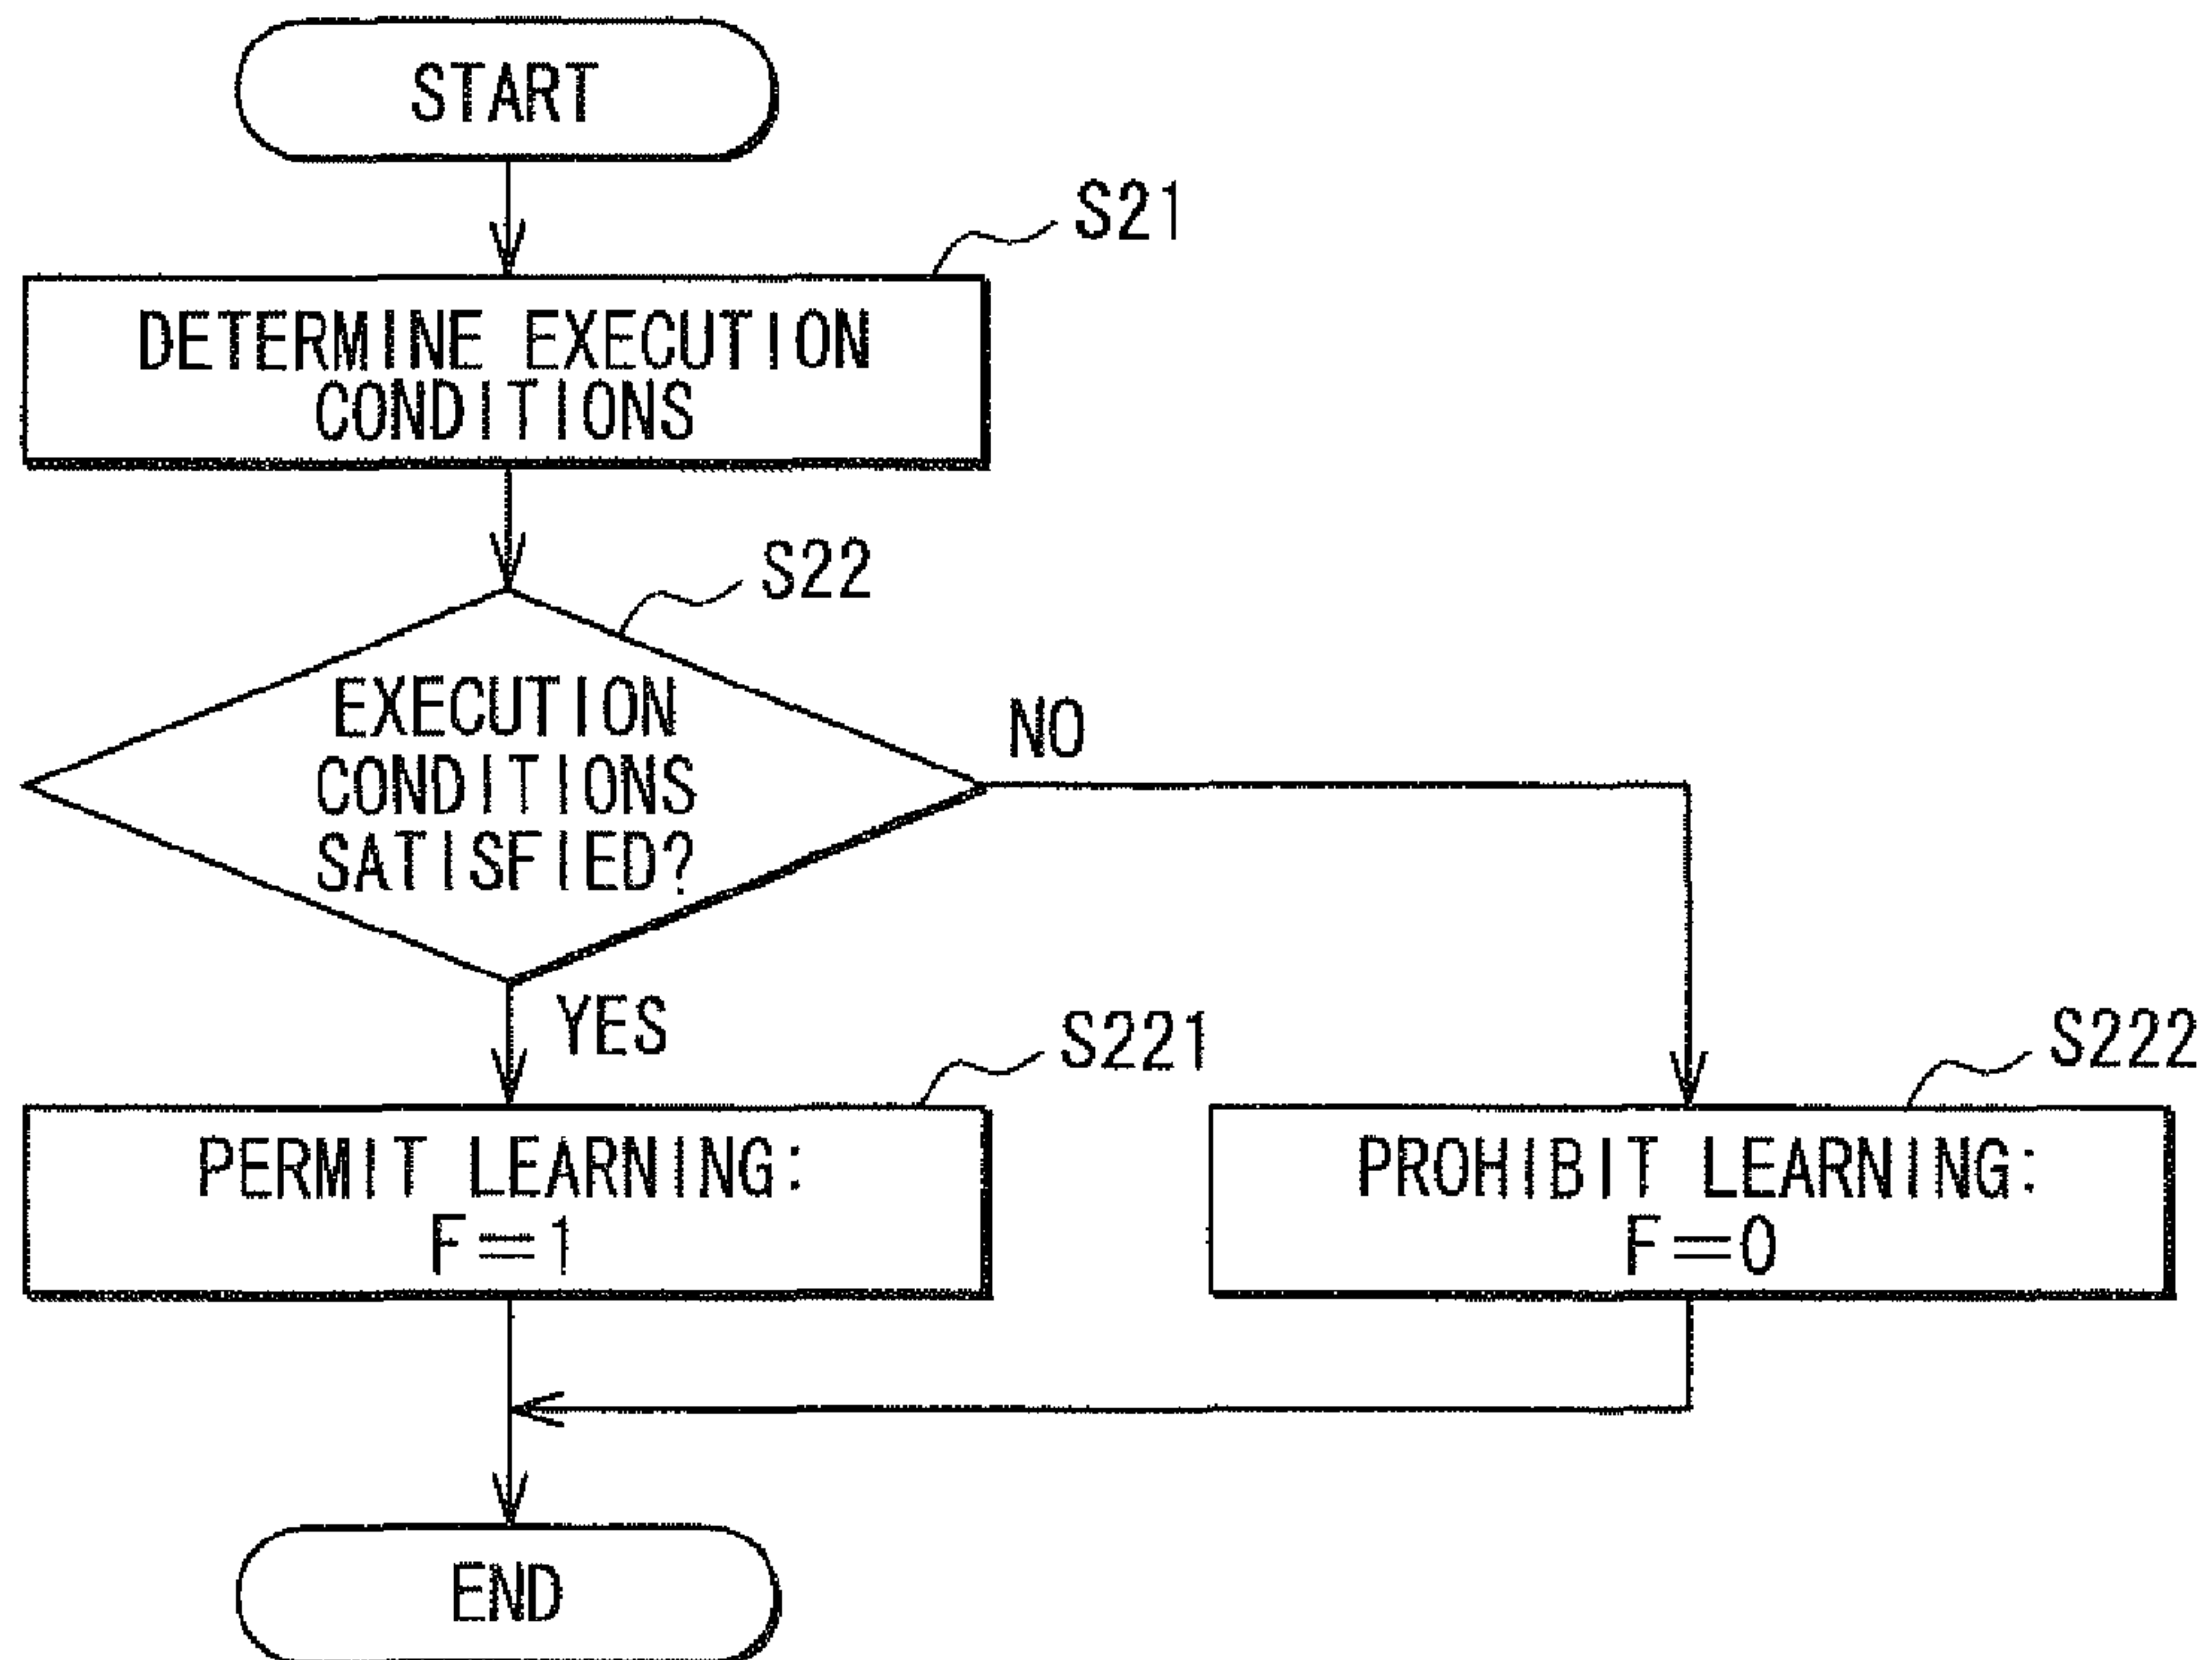 START
S21
DETERMINE EXECUTION
CONDITIONS
S22
EXECUTION
CONDITIONS
SATISFIED?
NO
YES
S221
PERMIT LEARNING:
F=1
S222
PROHIBIT LEARNING:
F=0
END